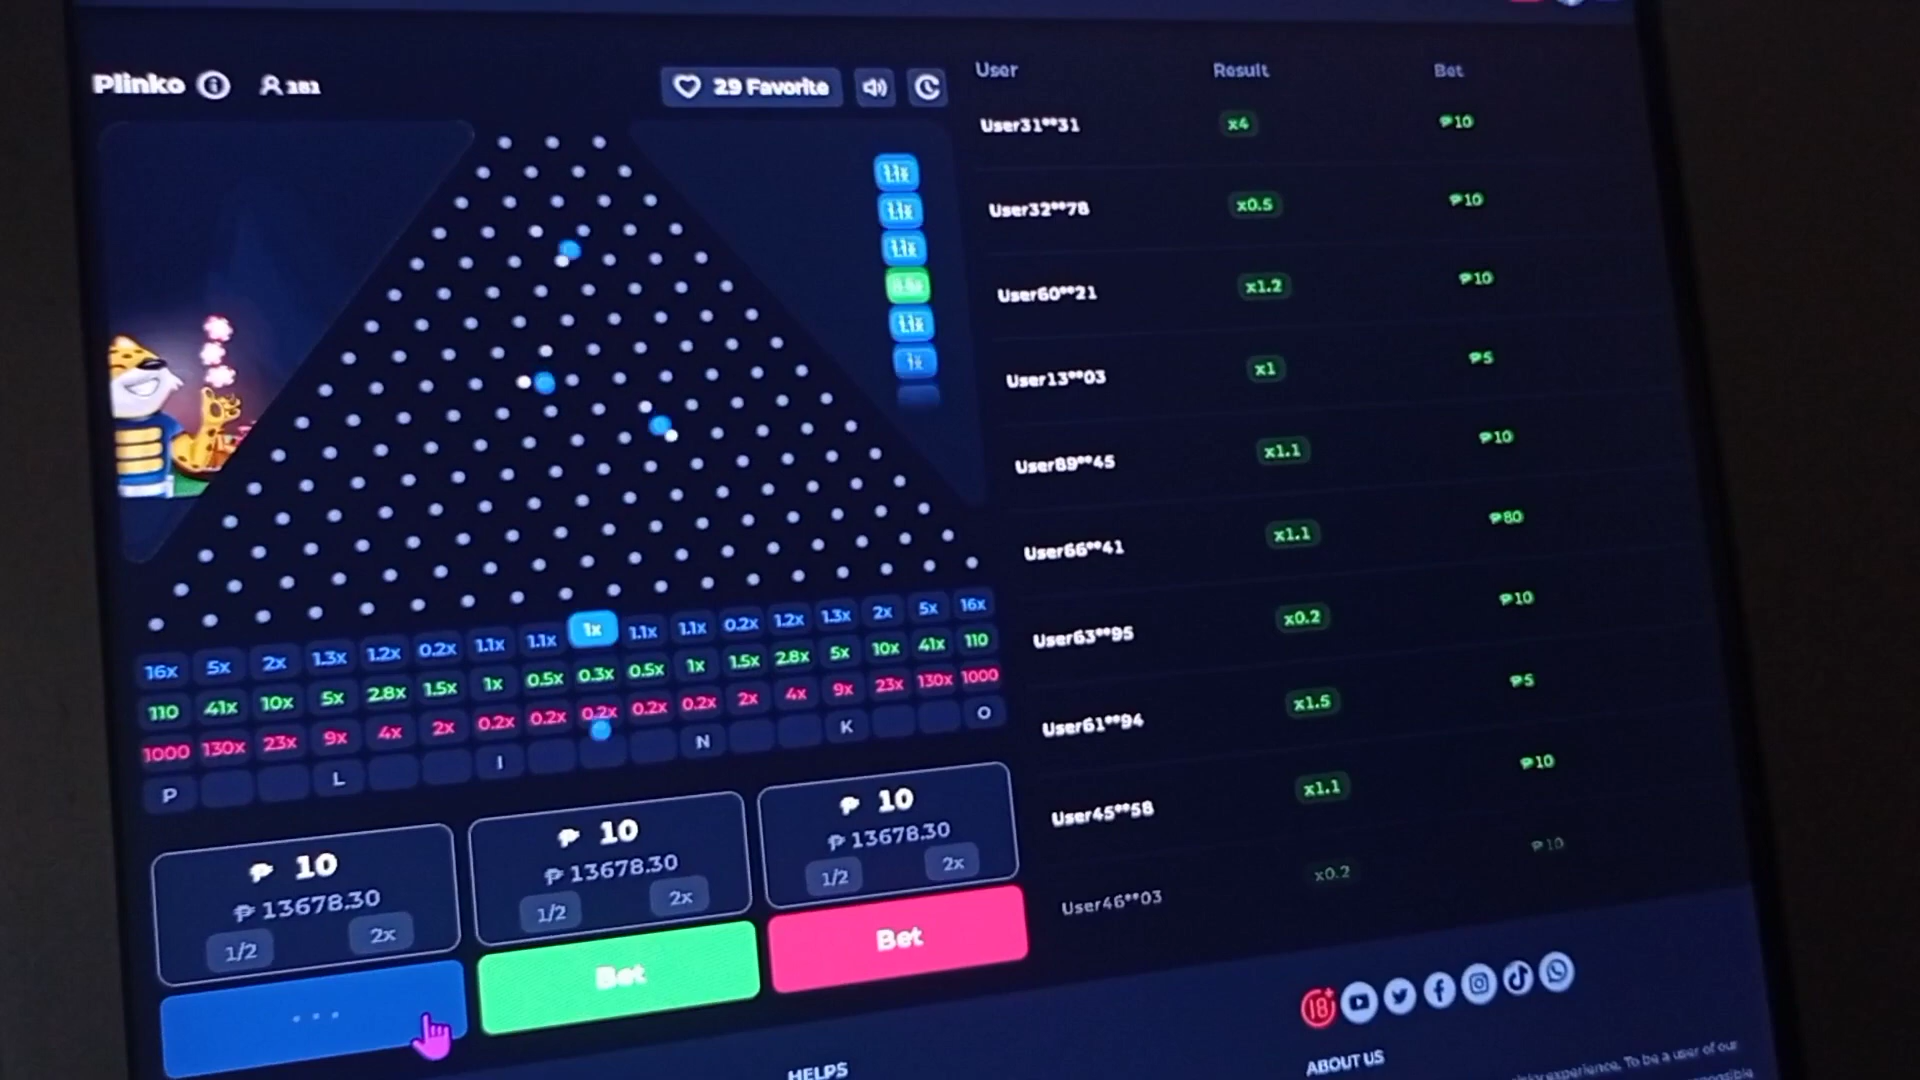 Plinko 181
29 Favorite
1.1x
1.1x
1.1x
1.1x
1x
16x 5x 2x 1.3x 1.2x 0.2x 1.1x 1.1x 1x 1.1x 1.1x 0.2x 1.2x 1.3x 2x 5x 16x
110 41x 10x 5x 2.8x 1.5x 1x 0.5x 0.3x 0.5x 1x 1.5x 2.8x 5x 10x 41x 110
1000 130x 23x 9x 4x 2x 0.2x 0.2x 0.2x 0.2x 0.2x 2x 4x 9x 23x 130x 1000
P L I N K O
₱ 10
₱ 13678.30
1/2 2x
...
₱ 10
₱ 13678.30
1/2 2x
Bet
₱ 10
₱ 13678.30
1/2 2x
Bet
User Result Bet
User31**31 x4 ₱10
User32**78 x0.5 ₱10
User60**21 x1.2 ₱10
User13**03 x1 ₱5
User89**45 x1.1 ₱10
User66**41 x1.1 ₱80
User63**95 x0.2 ₱10
User61**94 x1.5 ₱5
User45**58 x1.1 ₱10
User46**03 x0.2 ₱10
18+
HELPS
ABOUT US
experience. To be a user of our